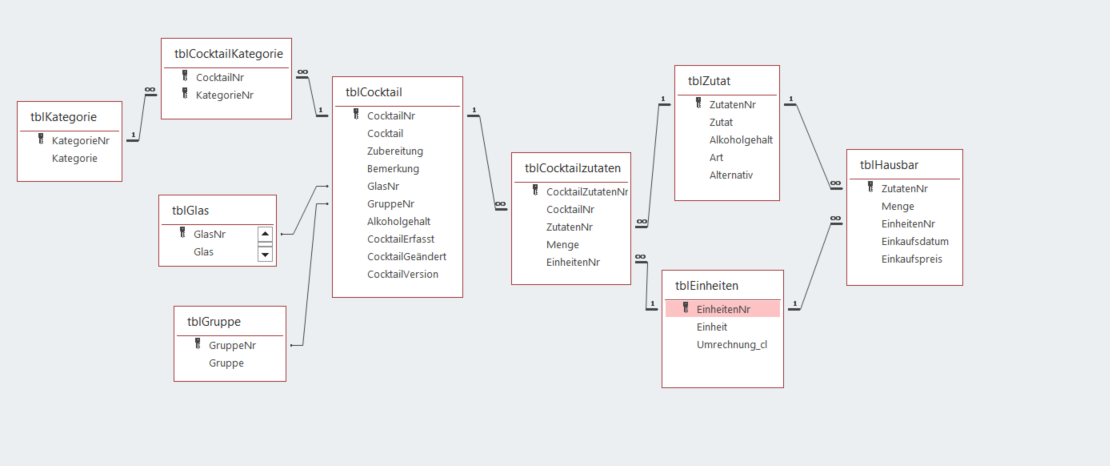 tblCocktailKategorie
CocktailNr
KategorieNr
tblKategorie
KategorieNr
Kategorie
tblCocktail
CocktailNr
Cocktail
Zubereitung
Bemerkung
GlasNr
GruppeNr
Alkoholgehalt
CocktailErfasst
CocktailGeändert
CocktailVersion
tblGlas
GlasNr
Glas
tblGruppe
GruppeNr
Gruppe
tblCocktailzutaten
CocktailZutatenNr
CocktailNr
ZutatenNr
Menge
EinheitenNr
tblZutat
ZutatenNr
Zutat
Alkoholgehalt
Art
Alternativ
tblEinheiten
EinheitenNr
Einheit
Umrechnung_cl
tblHausbar
ZutatenNr
Menge
EinheitenNr
Einkaufsdatum
Einkaufspreis
1
∞
∞
1
1
∞
1
∞
∞
1
1
∞
∞
1